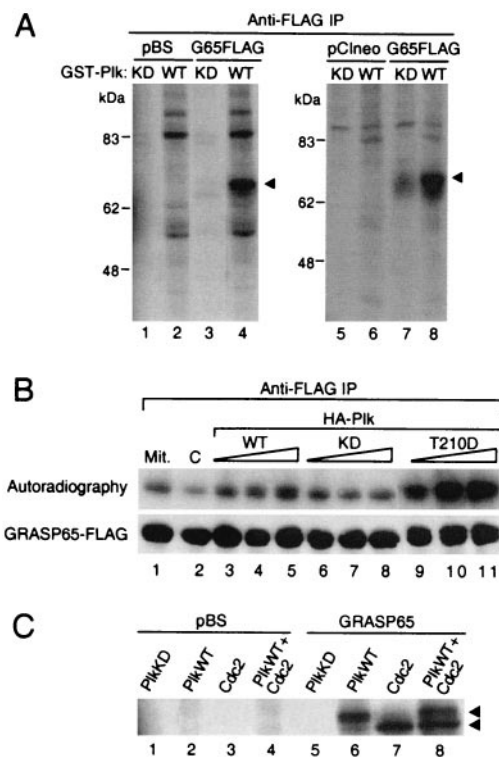 A
Anti-FLAG IP
pBS G65FLAG pCIneo G65FLAG
GST-Plk: KD WT KD WT KD WT KD WT
kDa kDa
83 83
62 62
48 48
1 2 3 4 5 6 7 8
B
Anti-FLAG IP
HA-Plk
Mit. C WT KD T210D
Autoradiography
GRASP65-FLAG
1 2 3 4 5 6 7 8 9 10 11
C
pBS GRASP65
PlkKD PlkWT Cdc2 PlkWT+ Cdc2 PlkKD PlkWT Cdc2 PlkWT+ Cdc2
1 2 3 4 5 6 7 8